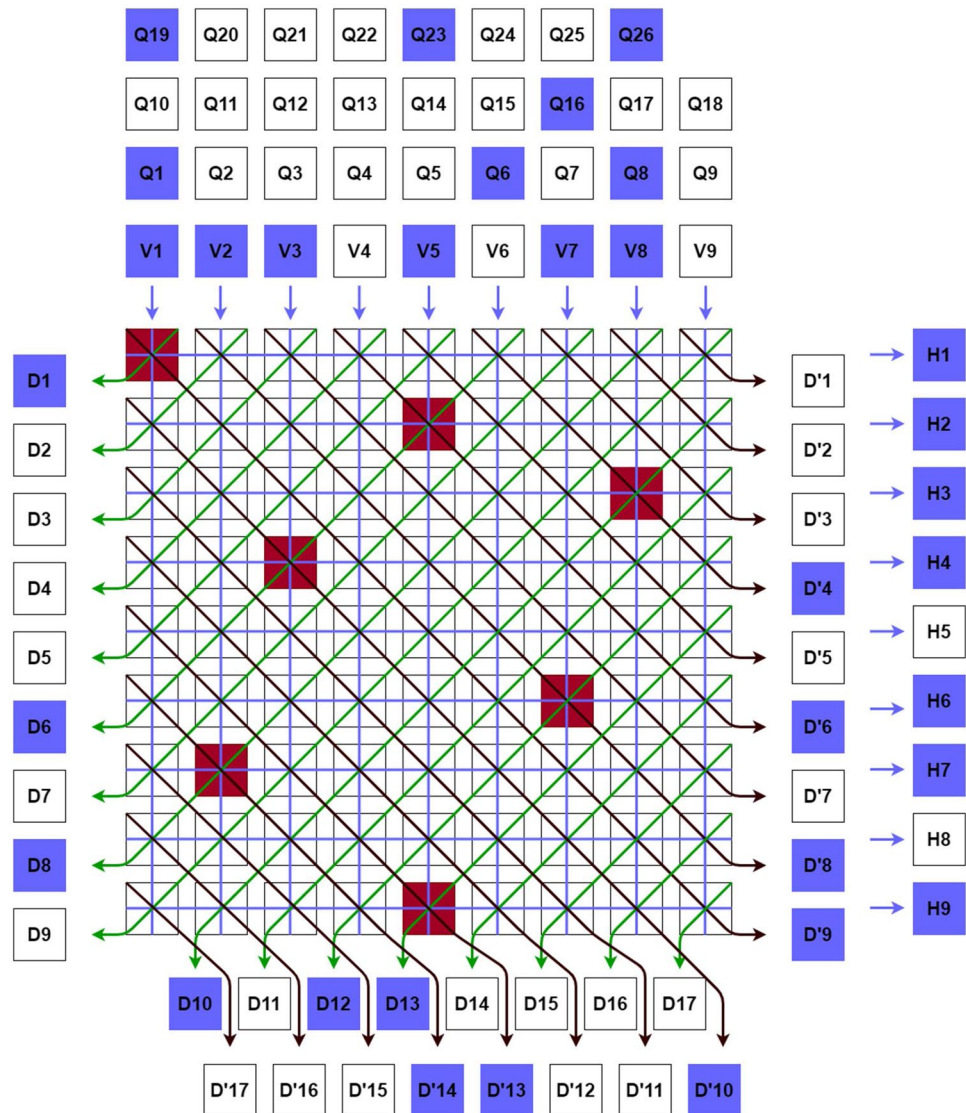 Q19 Q20 Q21 Q22 Q23 Q24 Q25 Q26
Q10 Q11 Q12 Q13 Q14 Q15 Q16 Q17 Q18
Q1 Q2 Q3 Q4 Q5 Q6 Q7 Q8 Q9
V1 V2 V3 V4 V5 V6 V7 V8 V9
D1 D'1 H1
D2 D'2 H2
D3 D'3 H3
D4 D'4 H4
D5 D'5 H5
D6 D'6 H6
D7 D'7 H7
D8 D'8 H8
D9 D'9 H9
D10 D11 D12 D13 D14 D15 D16 D17
D'17 D'16 D'15 D'14 D'13 D'12 D'11 D'10